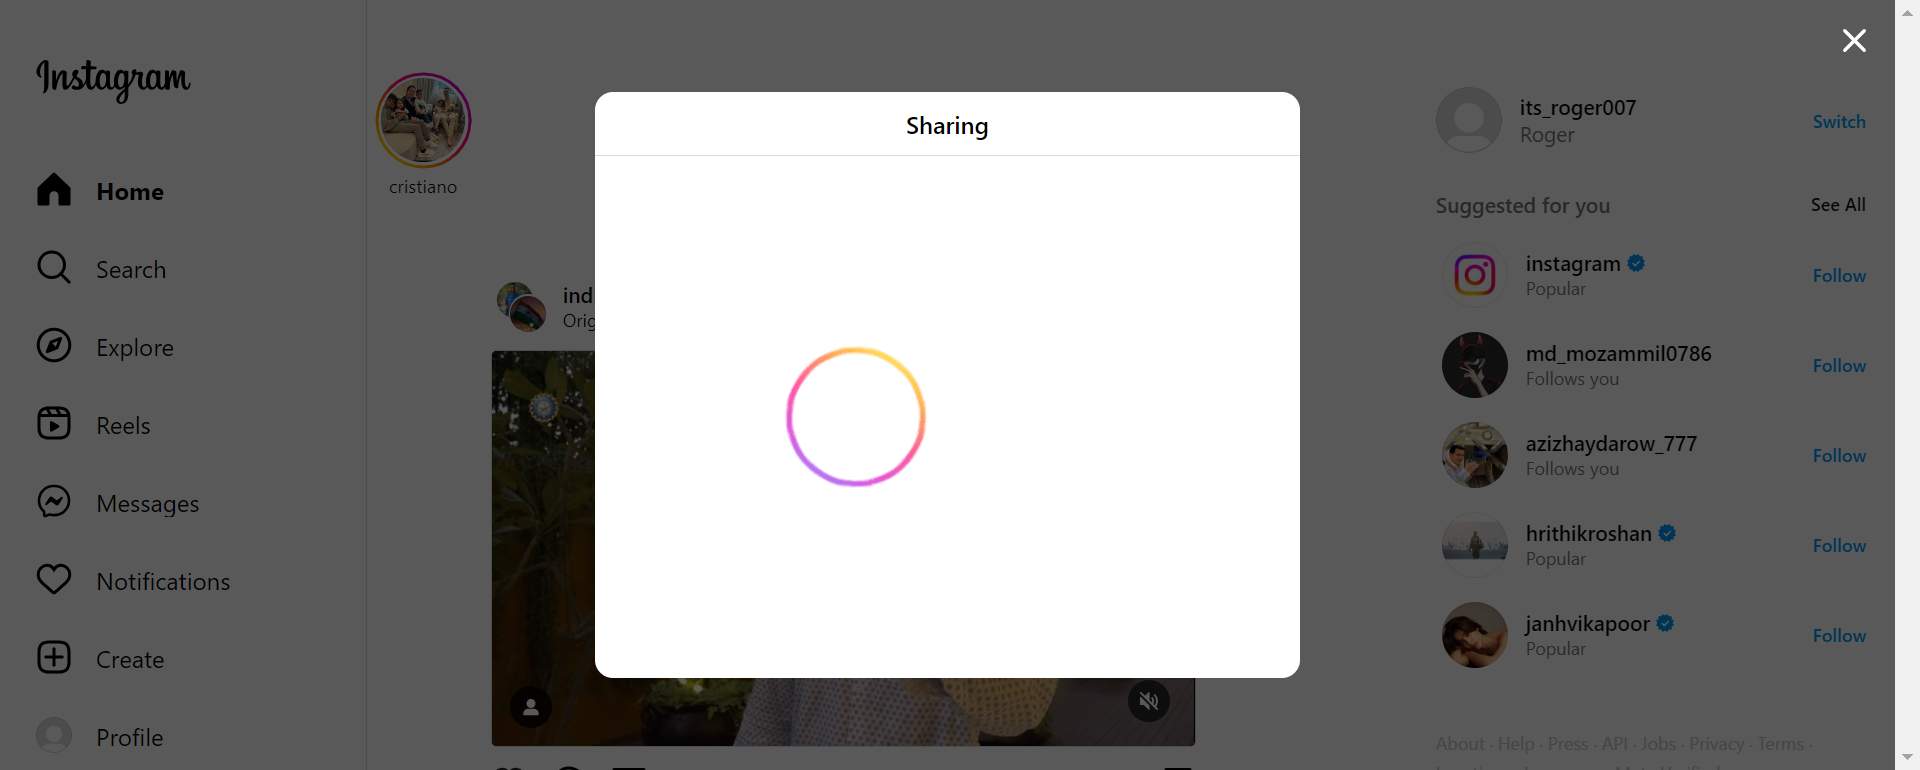 Instagram
Home
Search
Explore
Reels
Messages
Notifications
Create
Profile
cristiano
ind
Orig
Sharing
its_roger007
Roger
Switch
Suggested for you
See All
instagram
Popular
Follow
md_mozammil0786
Follows you
Follow
azizhaydarow_777
Follows you
Follow
hrithikroshan
Popular
Follow
janhvikapoor
Popular
Follow
About · Help · Press · API · Jobs · Privacy · Terms ·